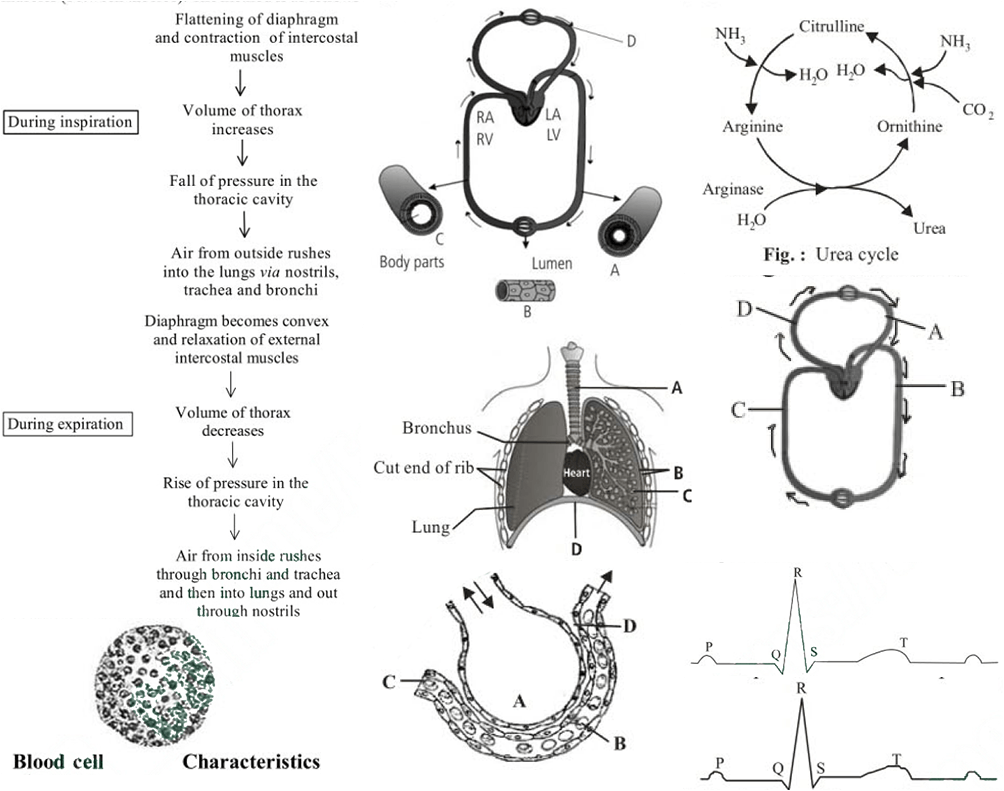 Flattening of diaphragm
and contraction of intercostal
muscles
During inspiration
Volume of thorax
increases
Fall of pressure in the
thoracic cavity
Air from outside rushes
into the lungs via nostrils,
trachea and bronchi
Diaphragm becomes convex
and relaxation of external
intercostal muscles
During expiration
Volume of thorax
decreases
Rise of pressure in the
thoracic cavity
Air from inside rushes
through bronchi and trachea
and then into lungs and out
through nostrils
Blood cell
Characteristics
D
RA
LA
RV
LV
C
A
Body parts
Lumen
B
A
Bronchus
Cut end of rib
Heart
B
C
Lung
D
D
C
A
B
Citrulline
NH3
NH3
H2O
H2O
CO2
Arginine
Ornithine
Arginase
H2O
Urea
Fig. : Urea cycle
D
A
B
C
R
P
Q
S
T
R
P
Q
S
T